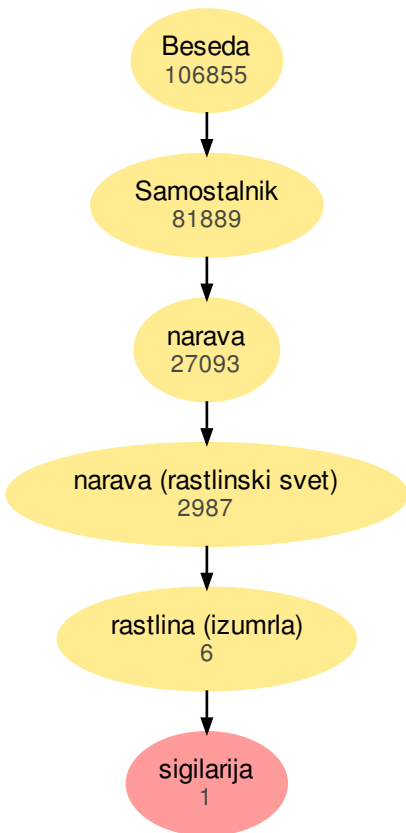 Beseda
106855
Samostalnik
81889
narava
27093
narava (rastlinski svet)
2987
rastlina (izumrla)
6
sigilarija
1